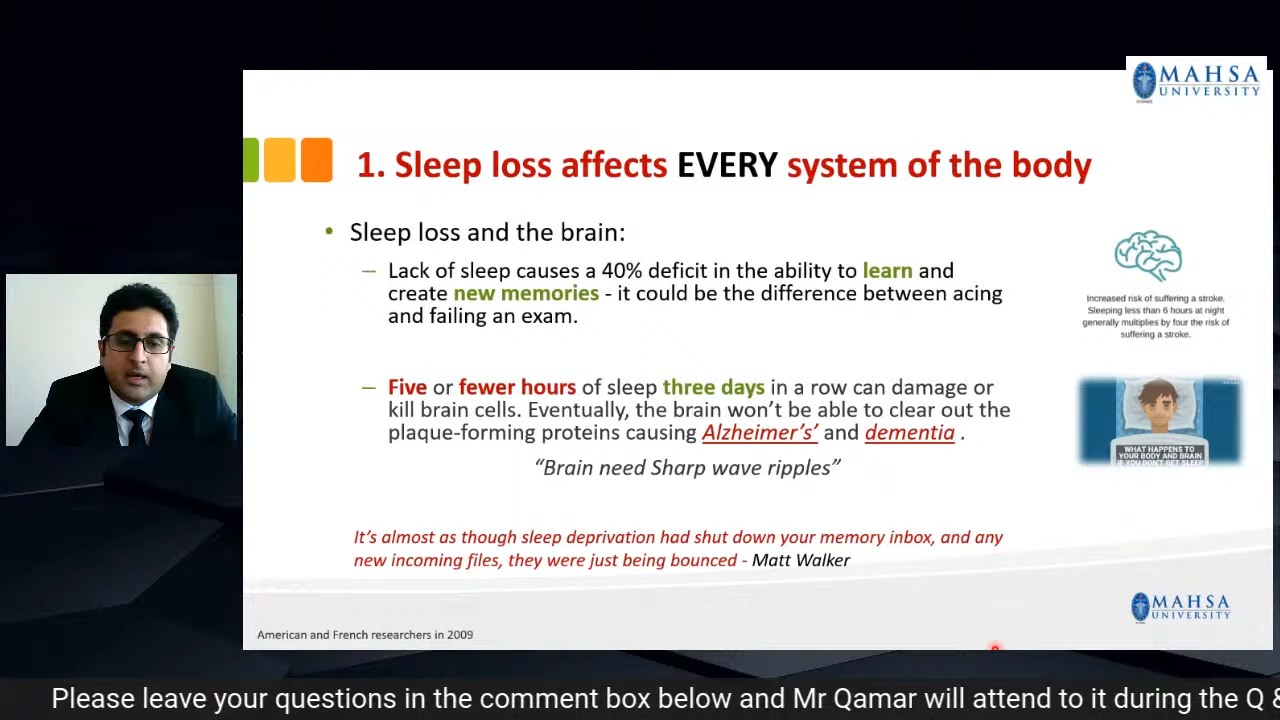 MAHSA
UNIVERSITY
1. Sleep loss affects EVERY system of the body
• Sleep loss and the brain:
– Lack of sleep causes a 40% deficit in the ability to learn and
create new memories - it could be the difference between acing
and failing an exam.
Increased risk of suffering a stroke.
Sleeping less than 6 hours at night
generally multiplies by four the risk of
suffering a stroke.
– Five or fewer hours of sleep three days in a row can damage or
kill brain cells. Eventually, the brain won’t be able to clear out the
plaque-forming proteins causing Alzheimer’s’ and dementia .
“Brain need Sharp wave ripples”
WHAT HAPPENS TO
YOUR BODY AND BRAIN
IF YOU DON'T GET SLEEP
It’s almost as though sleep deprivation had shut down your memory inbox, and any
new incoming files, they were just being bounced - Matt Walker
MAHSA
UNIVERSITY
American and French researchers in 2009
Please leave your questions in the comment box below and Mr Qamar will attend to it during the Q &